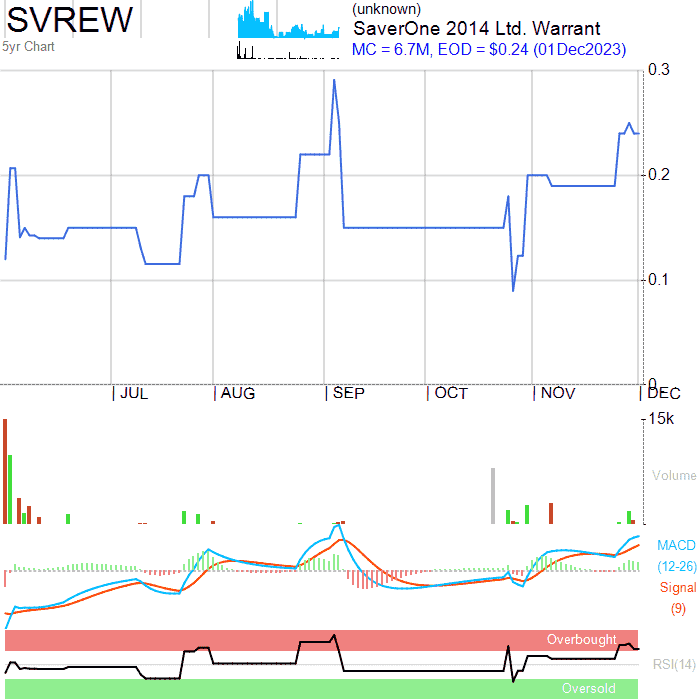 SVREW
5yr Chart
(unknown)
SaverOne 2014 Ltd. Warrant
MC = 6.7M, EOD = $0.24 (01Dec2023)
0.3
0.2
0.1
0
JUL AUG SEP OCT NOV DEC
15k
Volume
MACD
(12-26)
Signal
(9)
Overbought
RSI(14)
Oversold